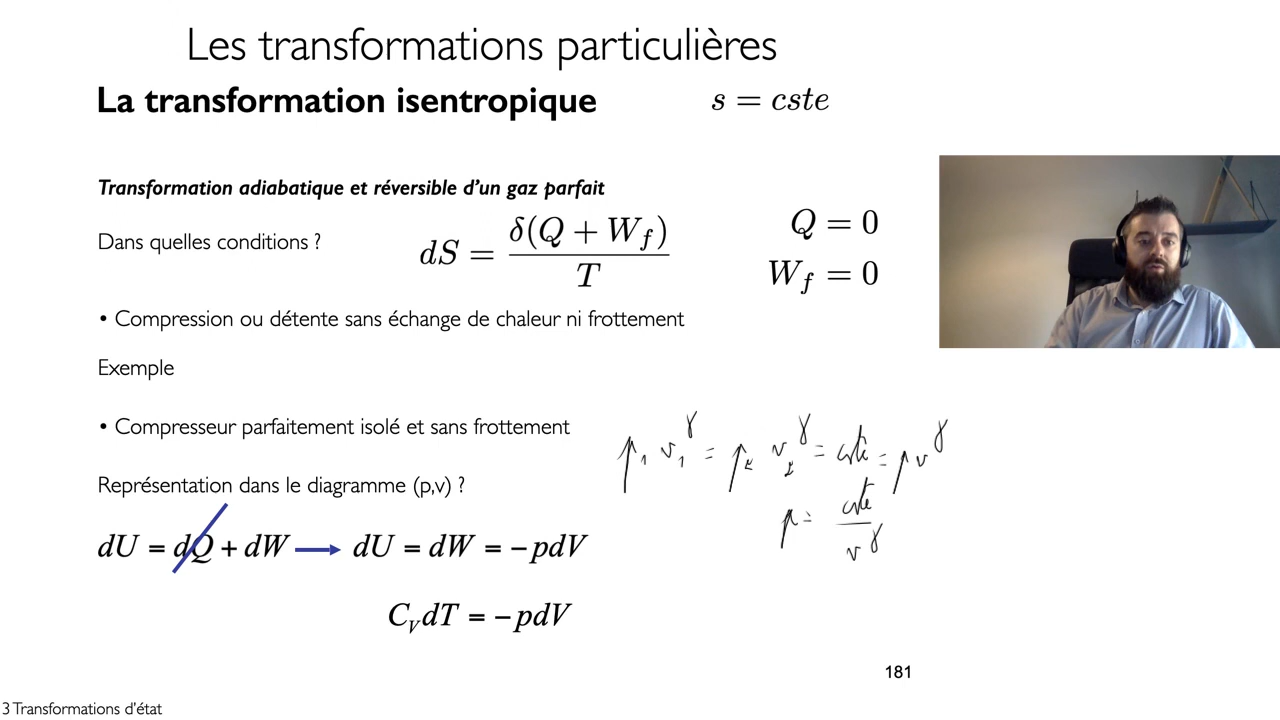 Les transformations particulières
La transformation isentropique s = cste
Transformation adiabatique et réversible d'un gaz parfait
Dans quelles conditions ? dS = δ(Q + W_f) / T
Q = 0
W_f = 0
• Compression ou détente sans échange de chaleur ni frottement
Exemple
• Compresseur parfaitement isolé et sans frottement
p₁ v₁^γ = p₂ v₂^γ = cste = p v^γ
Représentation dans le diagramme (p,v) ?
p = cste / v^γ
dU = dQ + dW → dU = dW = −pdV
C_V dT = −pdV
181
3 Transformations d'état